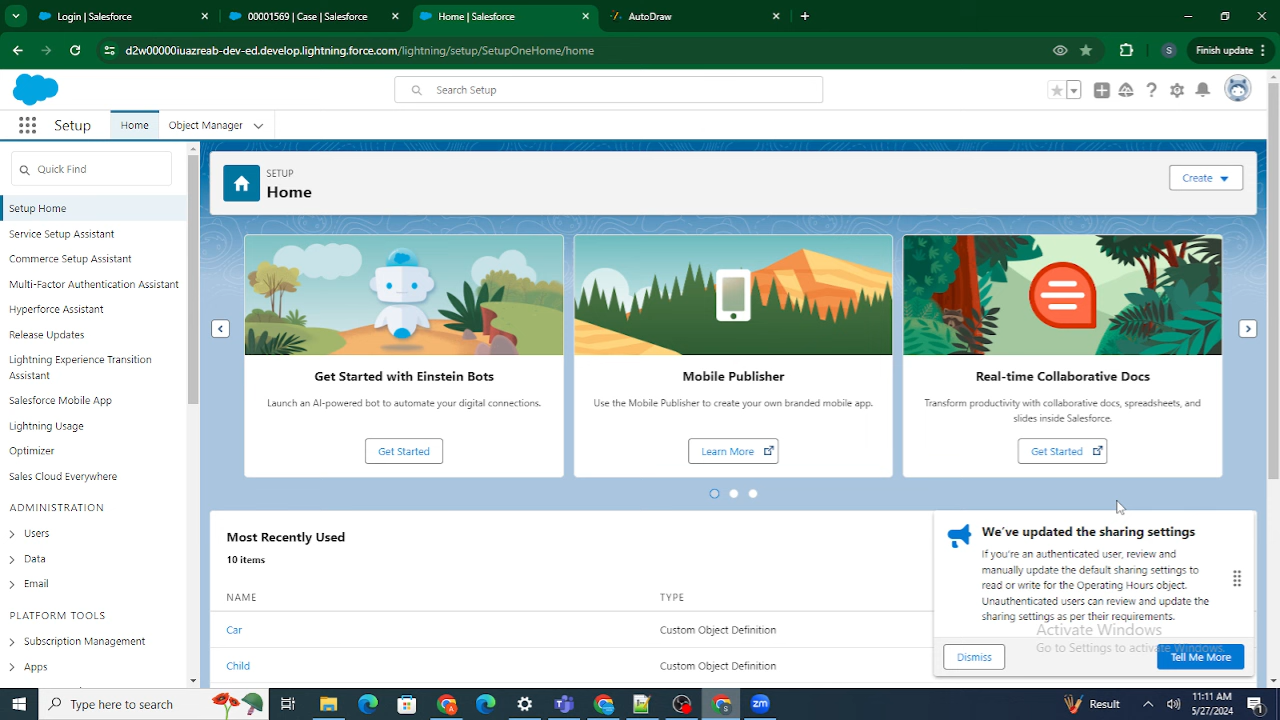 Login | Salesforce
00001569 | Case | Salesforce
Home | Salesforce
AutoDraw
d2w00000iuazreab-dev-ed.develop.lightning.force.com/lightning/setup/SetupOneHome/home
S
Finish update
Search Setup
Setup
Home
Object Manager
Quick Find
Setup Home
Service Setup Assistant
Commerce Setup Assistant
Multi-Factor Authentication Assistant
Hyperforce Assistant
Release Updates
Lightning Experience Transition
Assistant
Salesforce Mobile App
Lightning Usage
Optimizer
Sales Cloud Everywhere
ADMINISTRATION
Users
Data
Email
PLATFORM TOOLS
Subscription Management
Apps
SETUP
Home
Create
Get Started with Einstein Bots
Launch an AI-powered bot to automate your digital connections.
Get Started
Mobile Publisher
Use the Mobile Publisher to create your own branded mobile app.
Learn More
Real-time Collaborative Docs
Transform productivity with collaborative docs, spreadsheets, and
slides inside Salesforce.
Get Started
Most Recently Used
10 items
NAME
TYPE
Car
Custom Object Definition
Child
Custom Object Definition
We've updated the sharing settings
If you're an authenticated user, review and
manually update the default sharing settings to
read or write for the Operating Hours object.
Unauthenticated users can review and update the
sharing settings as per their requirements.
Dismiss
Tell Me More
Activate Windows
Go to Settings to activate Windows.
Type here to search
Result
11:11 AM
5/27/2024